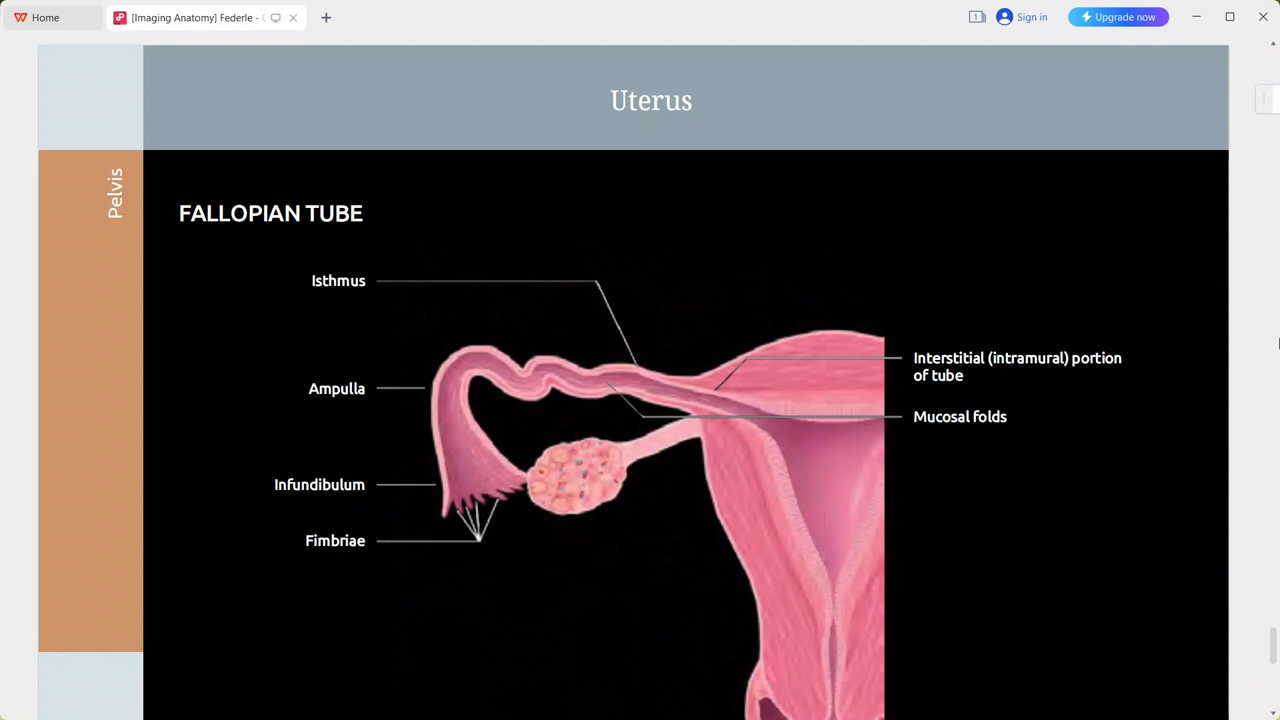 Home
[Imaging Anatomy] Federle -
1
Sign in
Upgrade now
Uterus
Pelvis
FALLOPIAN TUBE
Isthmus
Interstitial (intramural) portion
of tube
Ampulla
Mucosal folds
Infundibulum
Fimbriae